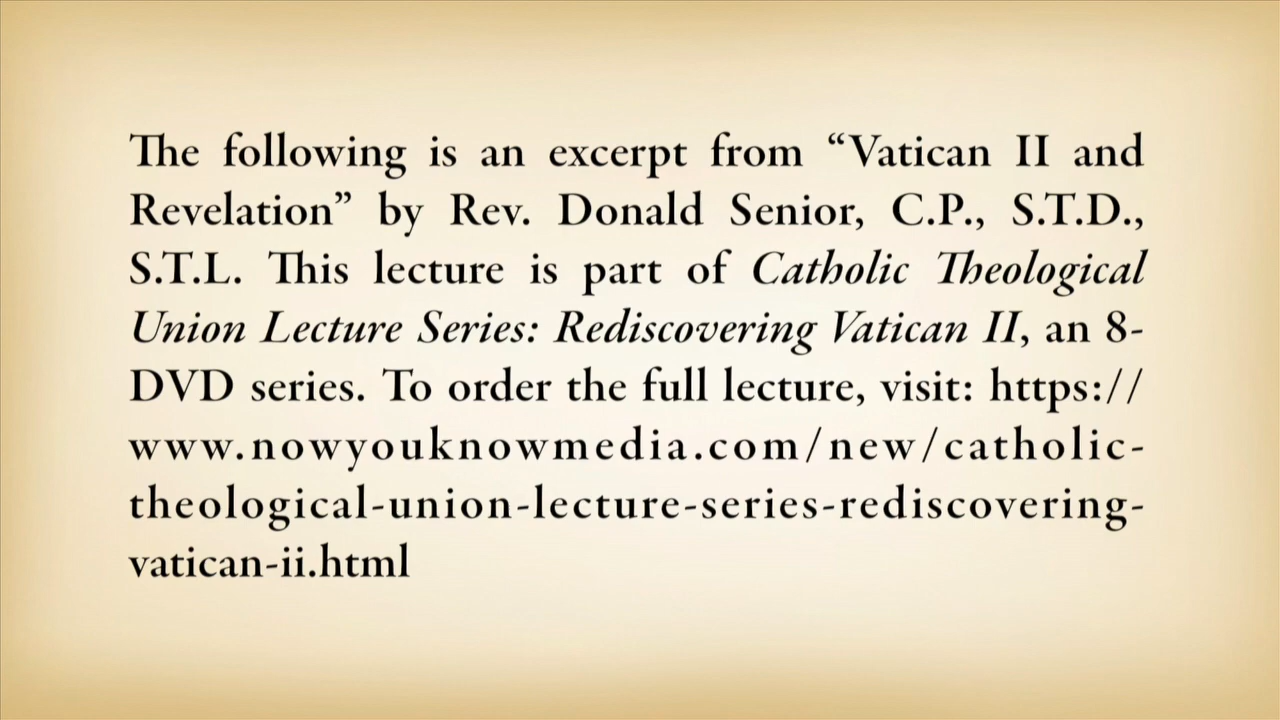 The following is an excerpt from “Vatican II and
Revelation” by Rev. Donald Senior, C.P., S.T.D.,
S.T.L. This lecture is part of Catholic Theological
Union Lecture Series: Rediscovering Vatican II, an 8-
DVD series. To order the full lecture, visit: https://
www.nowyouknowmedia.com/new/catholic-
theological-union-lecture-series-rediscovering-
vatican-ii.html